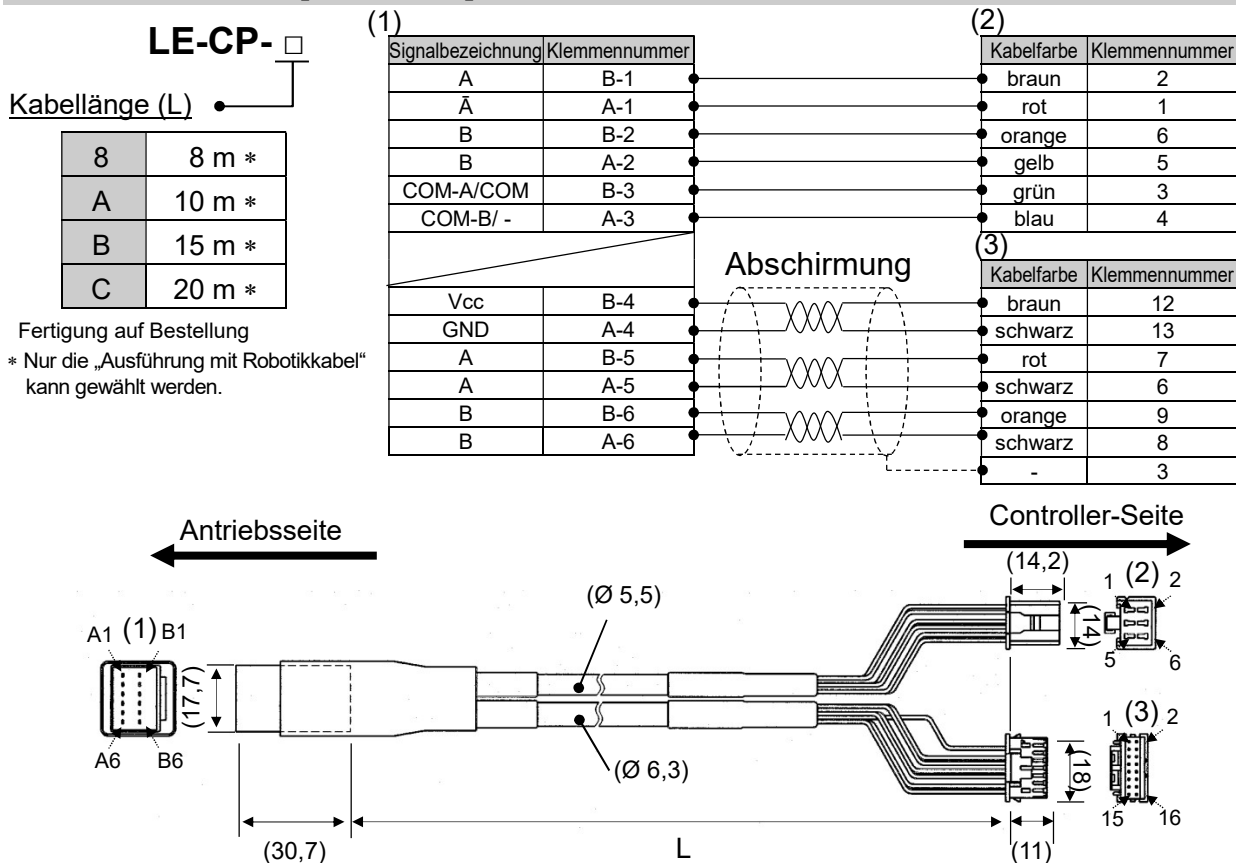 LE-CP- □
Kabellänge (L)
8 8 m *
A 10 m *
B 15 m *
C 20 m *
Fertigung auf Bestellung
* Nur die „Ausführung mit Robotikkabel“
kann gewählt werden.
(1)
Signalbezeichnung Klemmennummer
A B-1
Ā A-1
B B-2
B A-2
COM-A/COM B-3
COM-B/ - A-3
Vcc B-4
GND A-4
A B-5
A A-5
B B-6
B A-6
Abschirmung
(2)
Kabelfarbe Klemmennummer
braun 2
rot 1
orange 6
gelb 5
grün 3
blau 4
(3)
Kabelfarbe Klemmennummer
braun 12
schwarz 13
rot 7
schwarz 6
orange 9
schwarz 8
- 3
Antriebsseite
Controller-Seite
(14,2)
(Ø 5,5)
1 (2) 2
(14)
5 6
A1 (1) B1
(17,7)
A6 B6
(Ø 6,3)
1 (3) 2
(18)
15 16
(30,7)
L
(11)